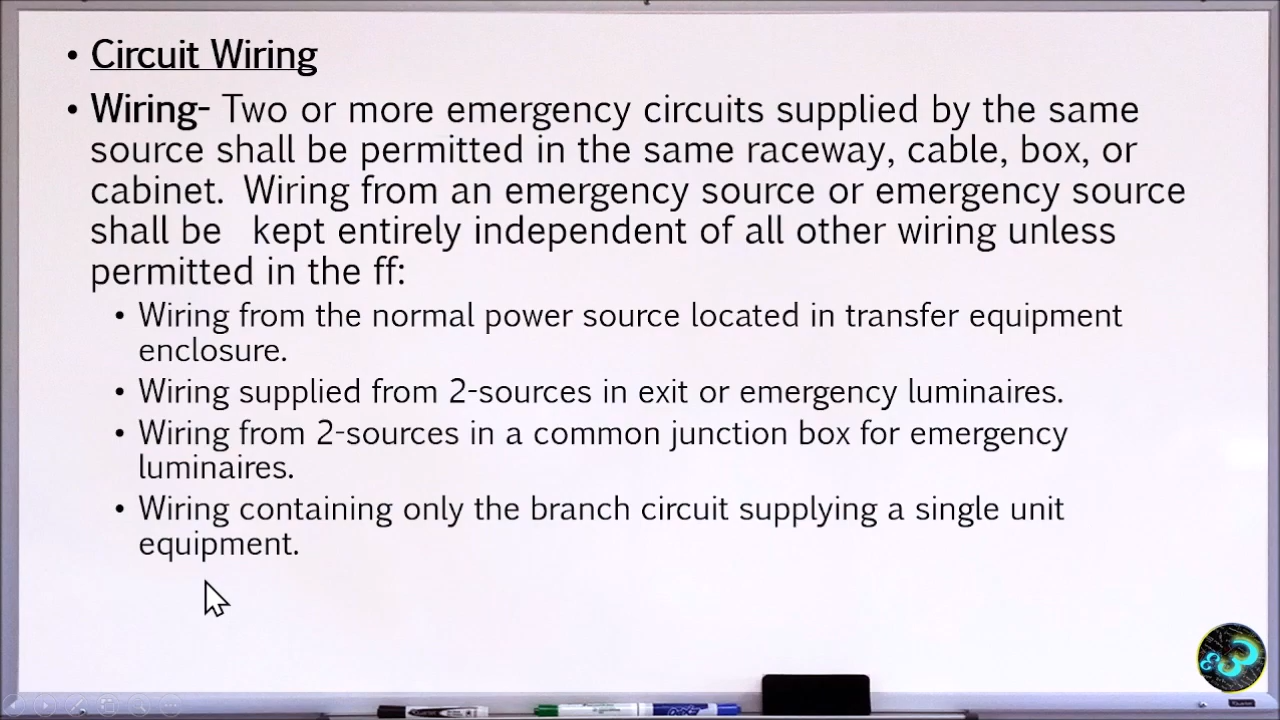 • Circuit Wiring
• Wiring- Two or more emergency circuits supplied by the same
source shall be permitted in the same raceway, cable, box, or
cabinet. Wiring from an emergency source or emergency source
shall be kept entirely independent of all other wiring unless
permitted in the ff:
• Wiring from the normal power source located in transfer equipment
enclosure.
• Wiring supplied from 2-sources in exit or emergency luminaires.
• Wiring from 2-sources in a common junction box for emergency
luminaires.
• Wiring containing only the branch circuit supplying a single unit
equipment.